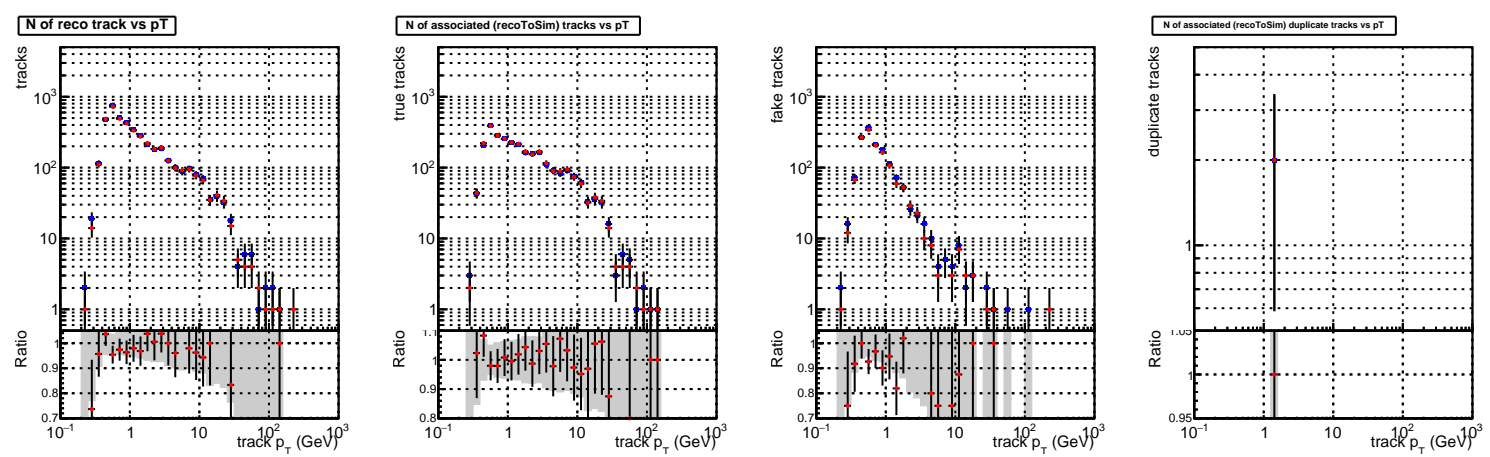 N of reco track vs pT
tracks
10³
10²
10
1
Ratio
1
0.9
0.8
0.7
10⁻¹ 1 10 10² 10³
track p_T (GeV)
N of associated (recoToSim) tracks vs pT
true tracks
10³
10²
10
1
Ratio
1.1
1
0.9
0.8
10⁻¹ 1 10 10² 10³
track p_T (GeV)
fake tracks
10³
10²
10
1
Ratio
1
0.9
0.8
0.7
10⁻¹ 1 10 10² 10³
track p_T (GeV)
N of associated (recoToSim) duplicate tracks vs pT
duplicate tracks
1
Ratio
1.05
1
0.95
10⁻¹ 1 10 10² 10³
track p_T (GeV)